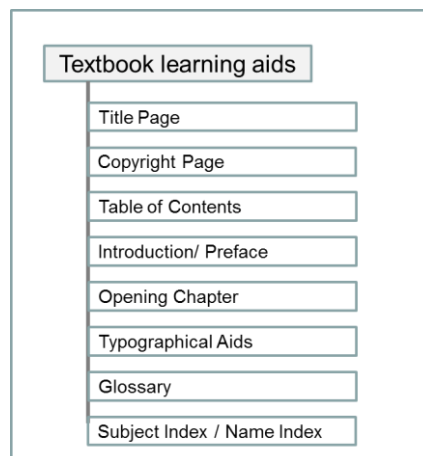 Textbook learning aids
Title Page
Copyright Page
Table of Contents
Introduction/ Preface
Opening Chapter
Typographical Aids
Glossary
Subject Index / Name Index